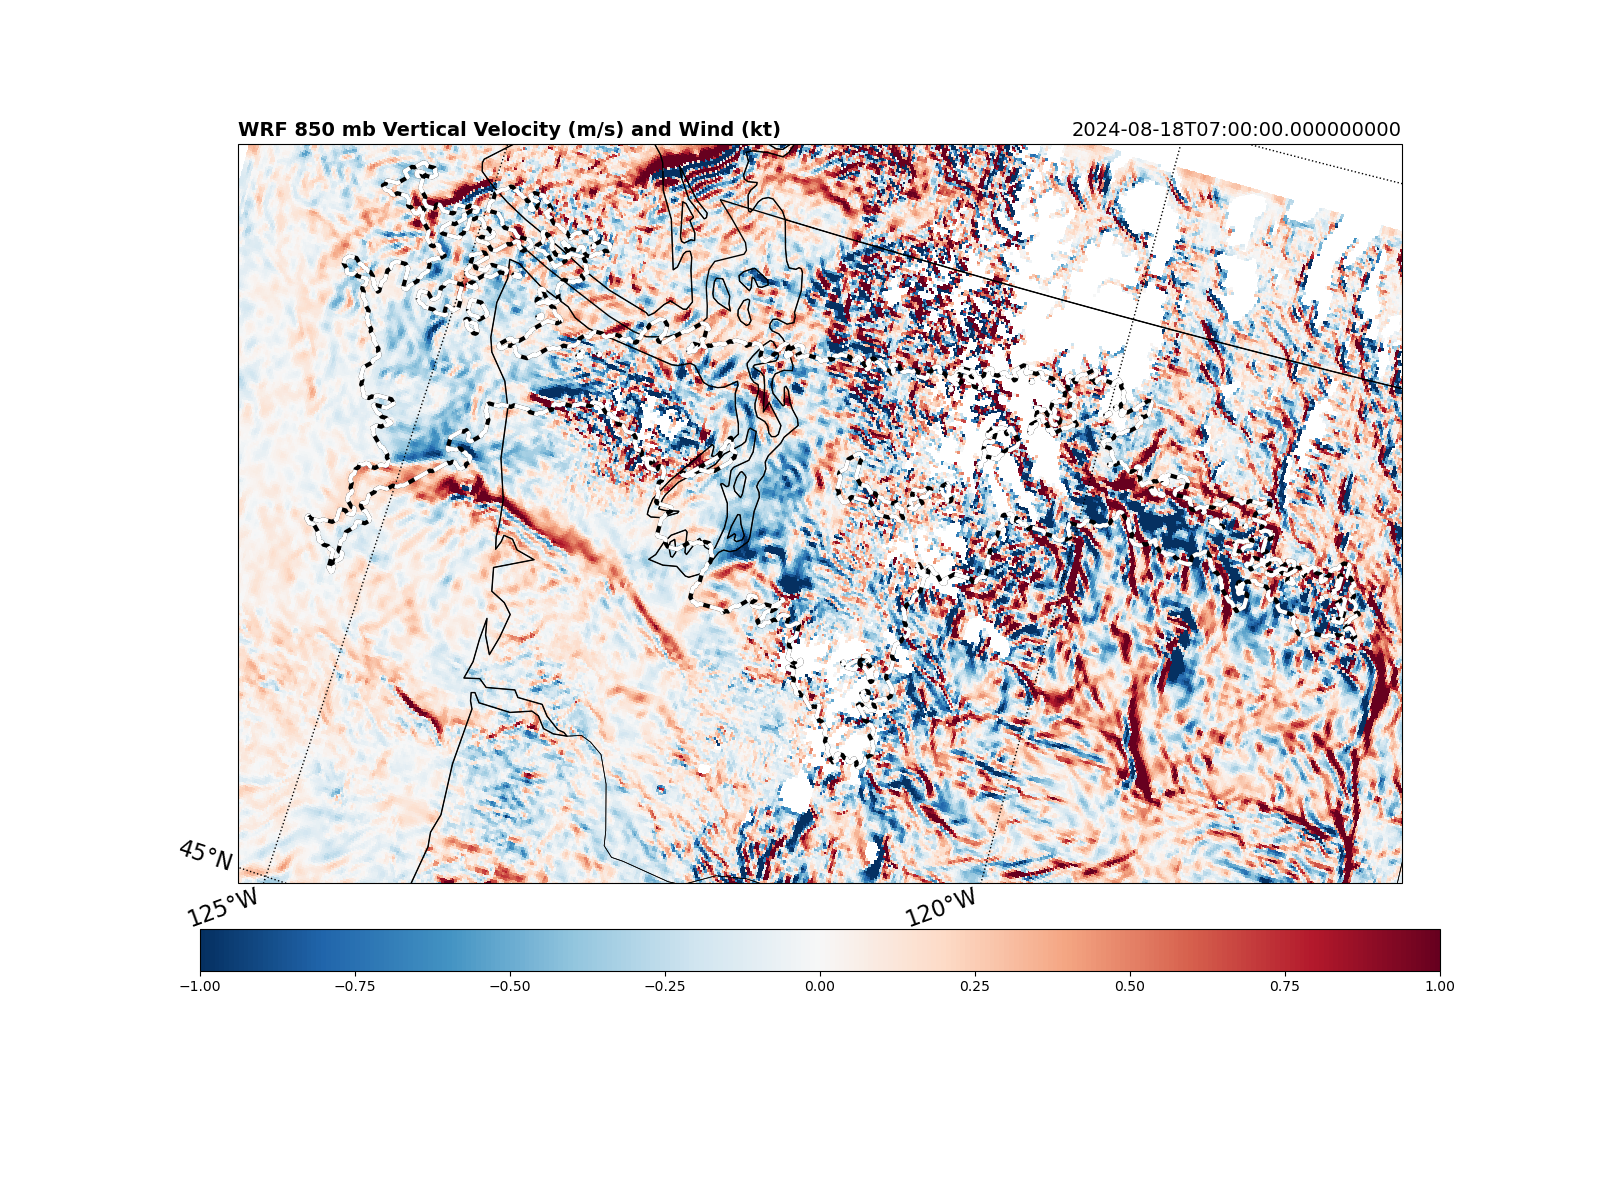 WRF 850 mb Vertical Velocity (m/s) and Wind (kt)
2024-08-18T07:00:00.000000000
45°N
125°W
120°W
−1.00
−0.75
−0.50
−0.25
0.00
0.25
0.50
0.75
1.00